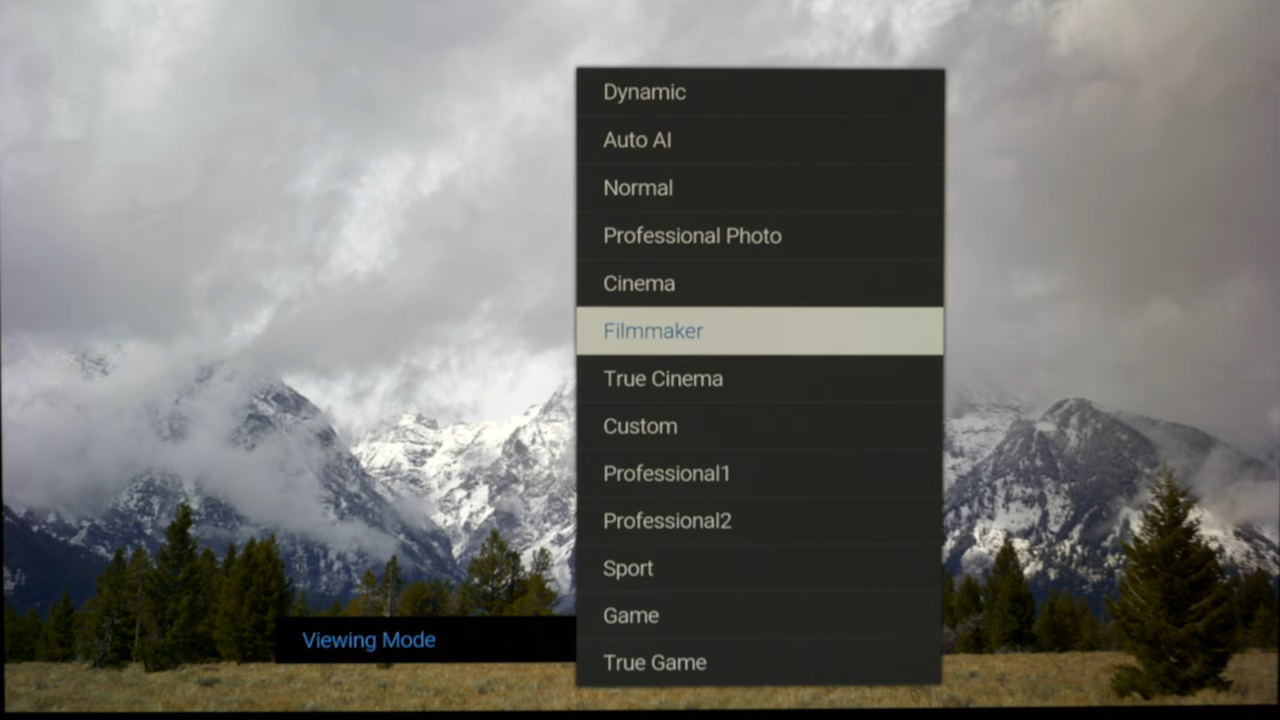 Dynamic
Auto AI
Normal
Professional Photo
Cinema
Filmmaker
True Cinema
Custom
Professional1
Professional2
Sport
Game
True Game
Viewing Mode